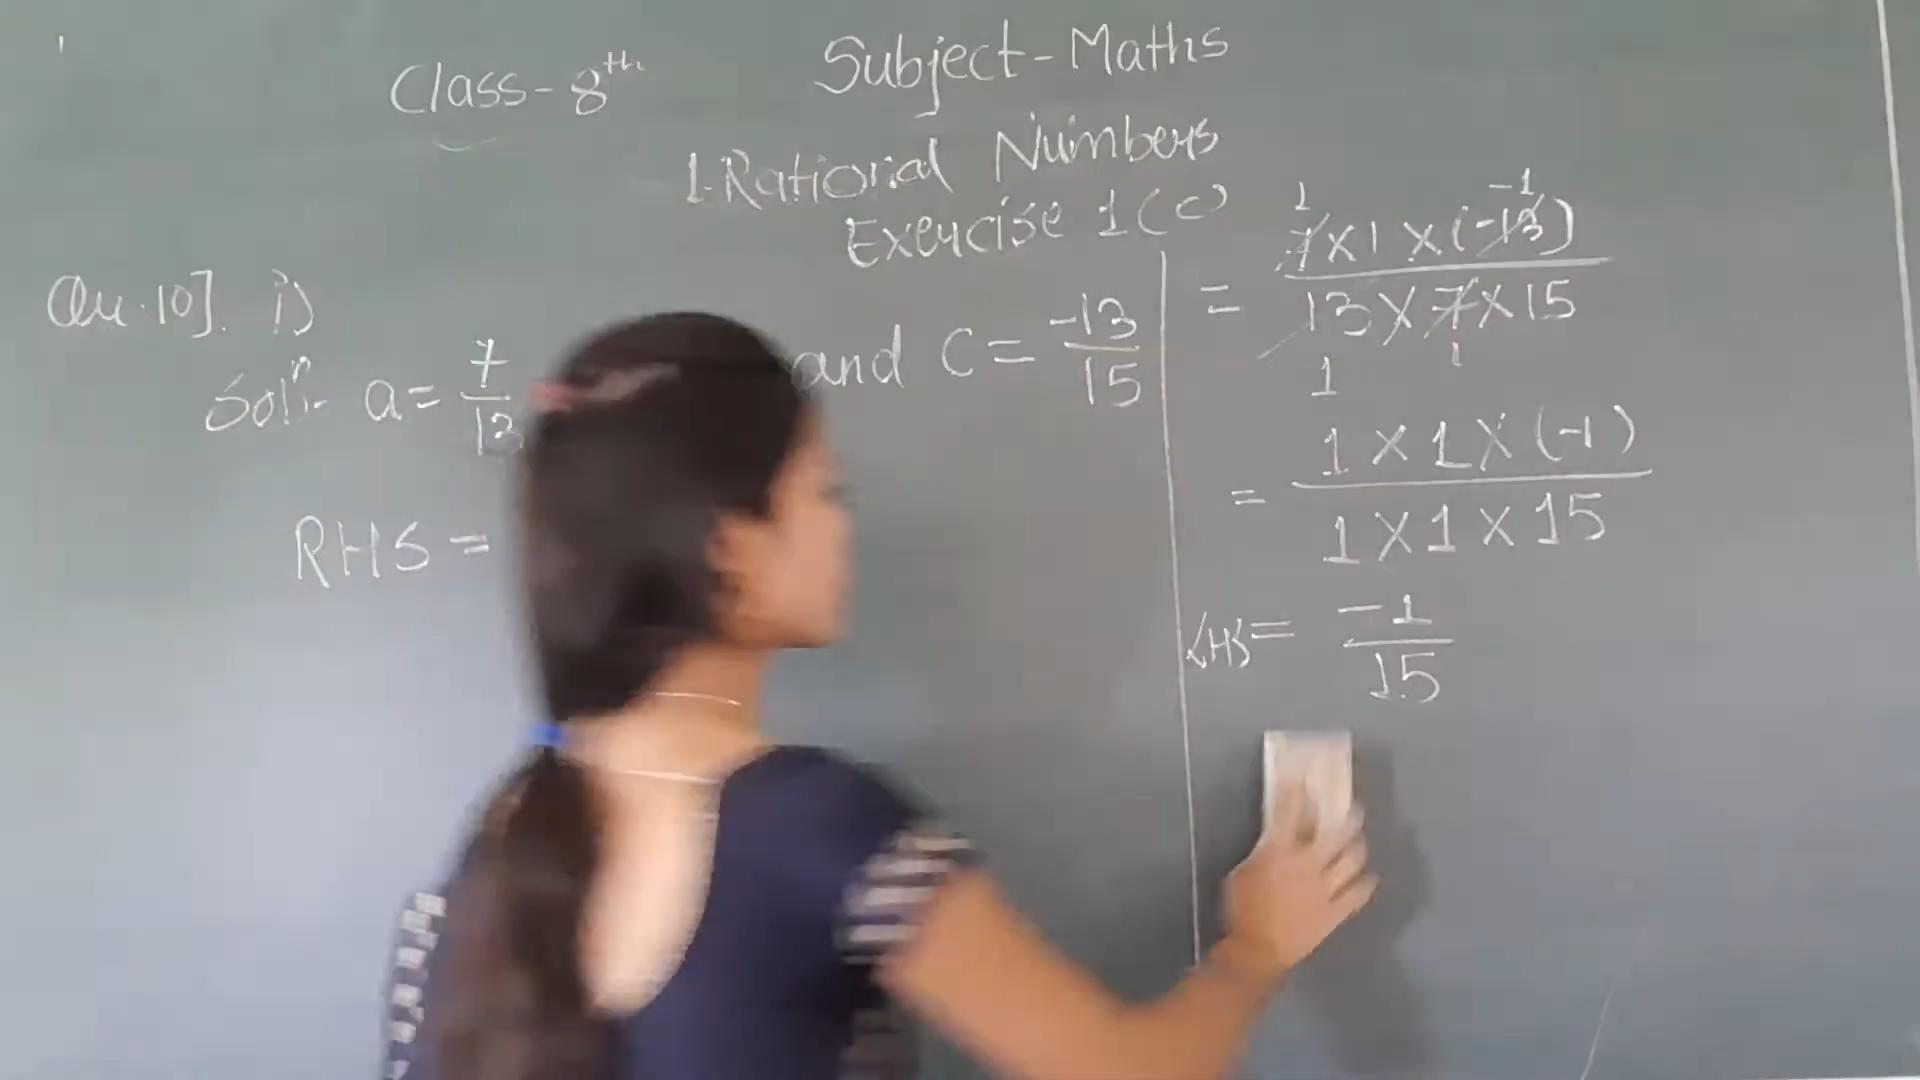 Class-8th Subject-Maths
1.Rational Numbers
Exercise 1(C)
Qu.10]. i)
Soln:- a= 7/13 and C= -13/15
RHS =
= 7×1×(-13)/13×7×15
1 -1
1 1
= 1×1×(-1)/1×1×15
LHS= -1/15